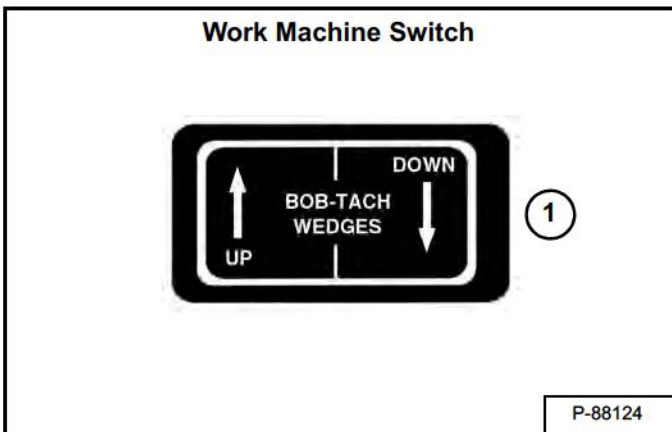 Work Machine Switch
DOWN
BOB-TACH
WEDGES
UP
1
P-88124